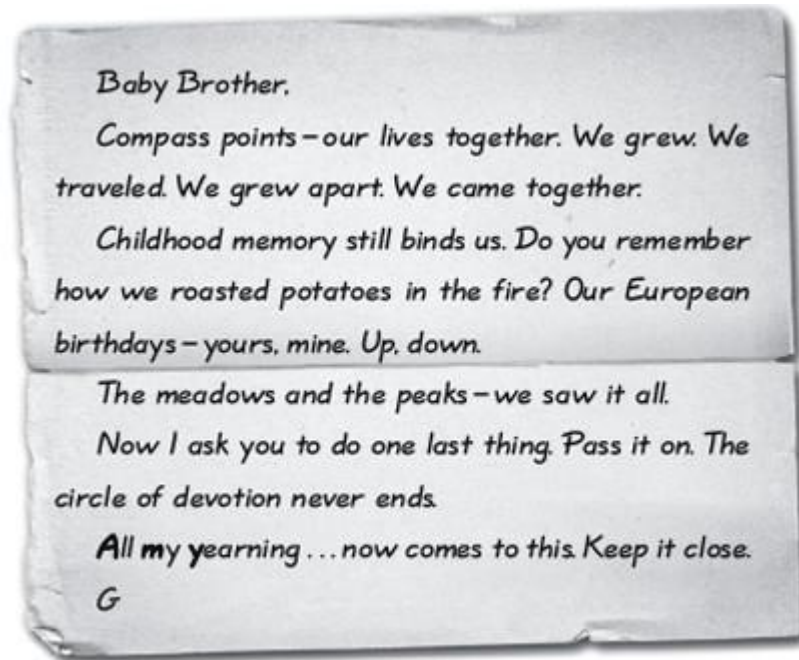 Baby Brother,
Compass points – our lives together. We grew. We
traveled. We grew apart. We came together.
Childhood memory still binds us. Do you remember
how we roasted potatoes in the fire? Our European
birthdays – yours, mine. Up, down.
The meadows and the peaks – we saw it all.
Now I ask you to do one last thing. Pass it on. The
circle of devotion never ends.
All my yearning ... now comes to this. Keep it close.
G